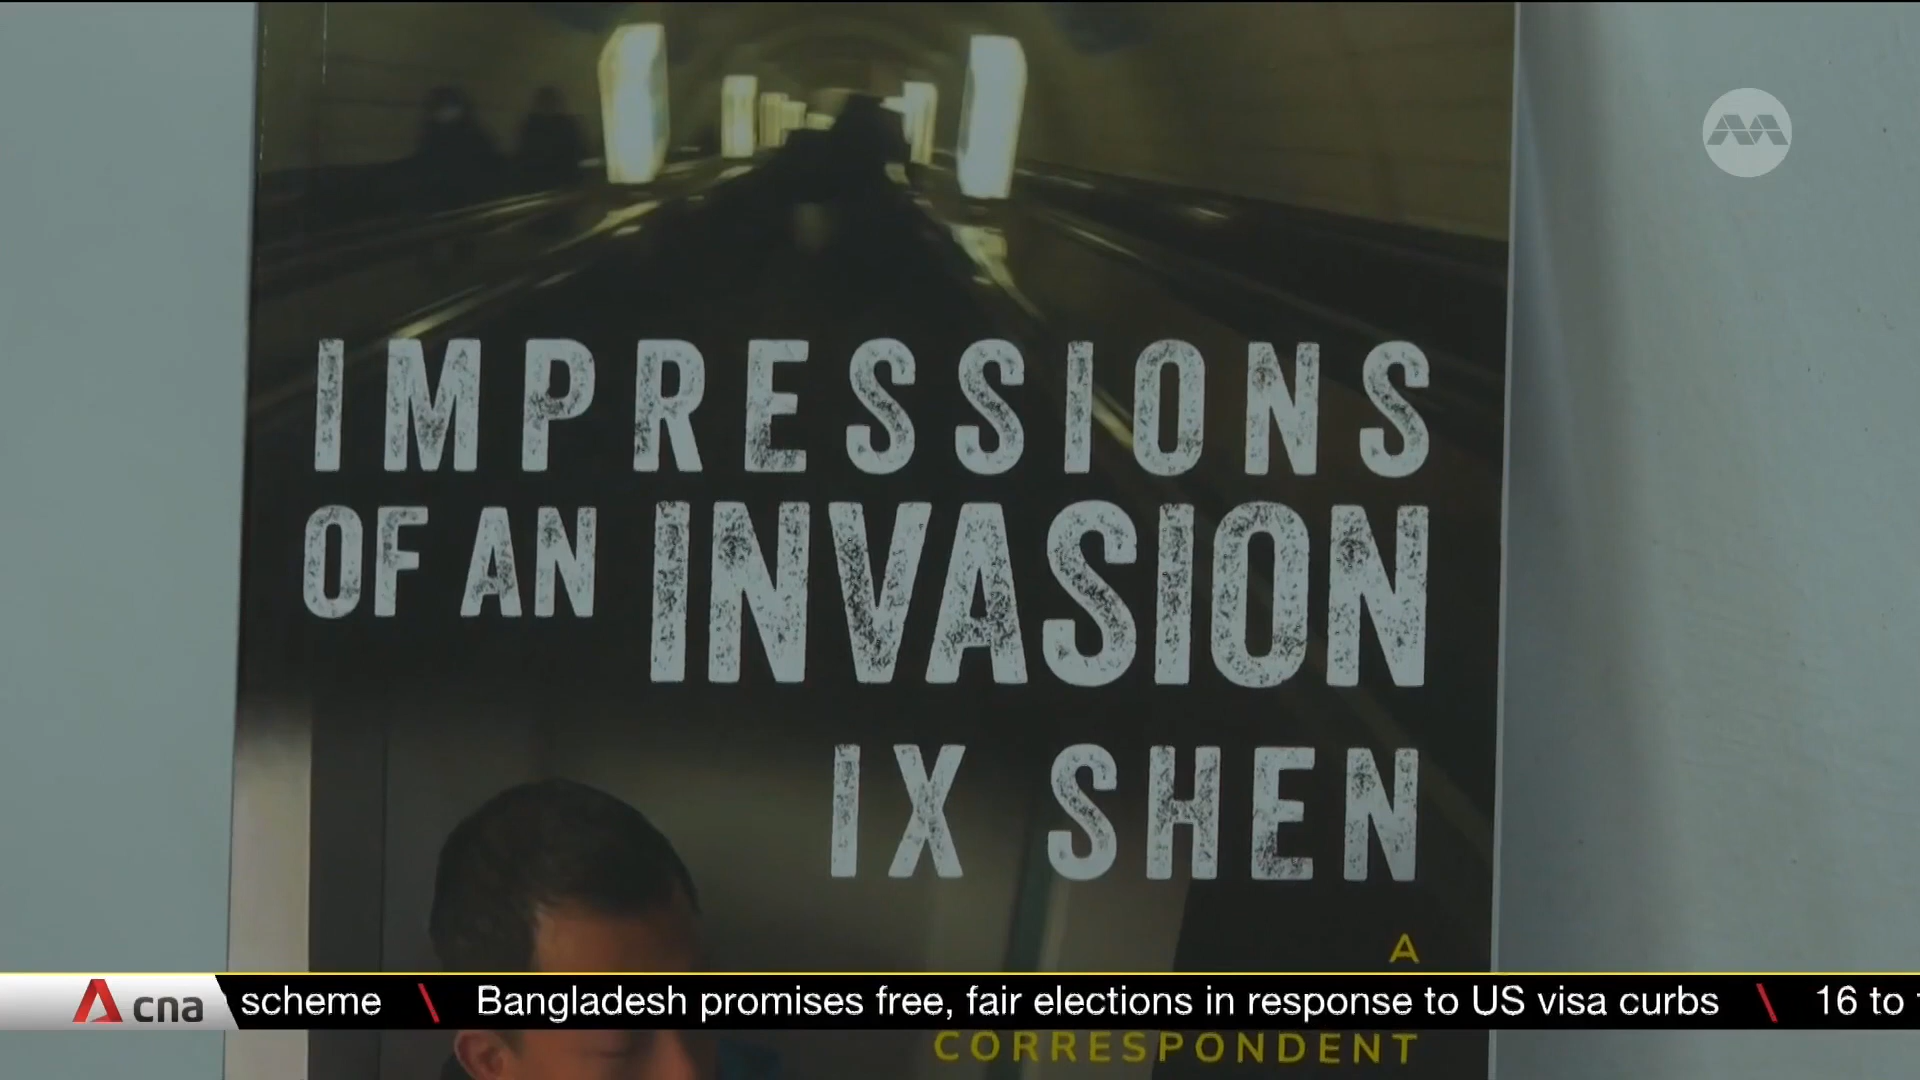 IMPRESSIONS
OF AN INVASION
IX SHEN
A
CORRESPONDENT
cna
scheme \ Bangladesh promises free, fair elections in response to US visa curbs \ 16 to